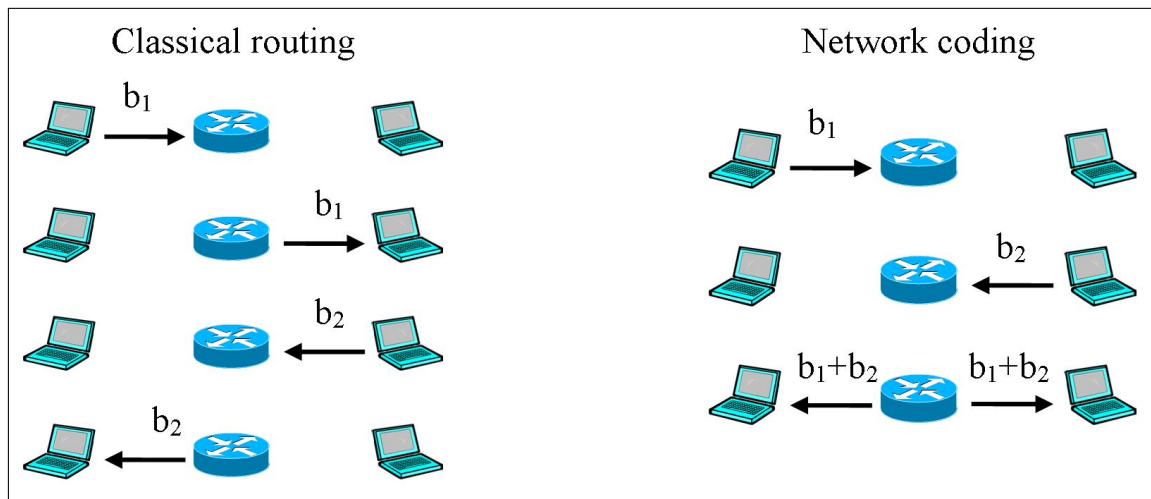 Classical routing
b₁
b₁
b₂
b₂
Network coding
b₁
b₂
b₁+b₂ b₁+b₂